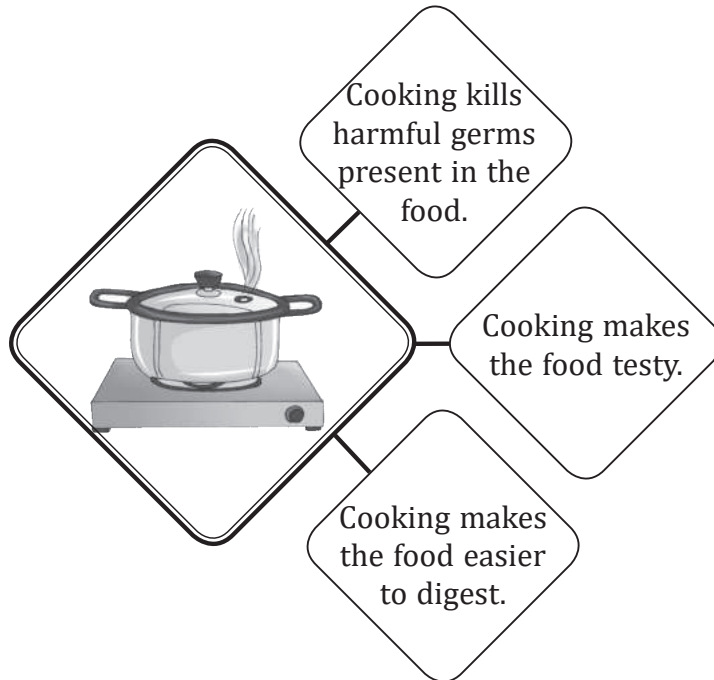 Cooking kills
harmful germs
present in the
food.
Cooking makes
the food testy.
Cooking makes
the food easier
to digest.